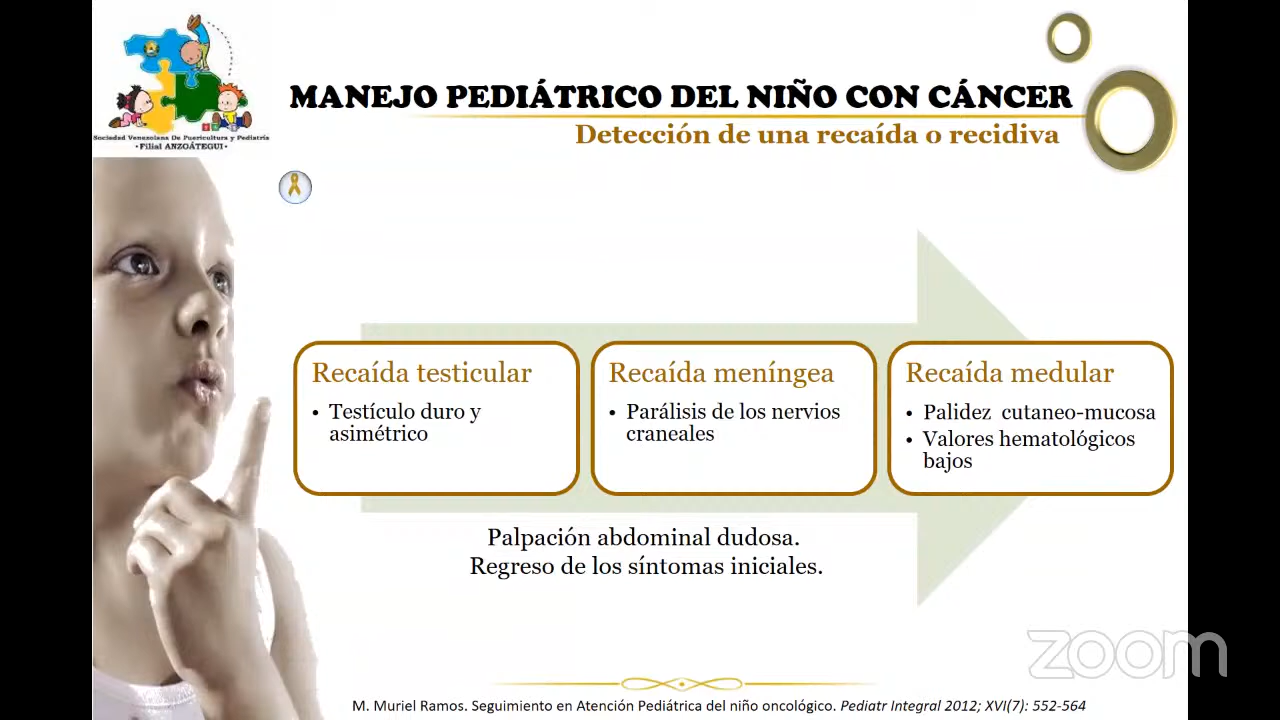 MANEJO PEDIÁTRICO DEL NIÑO CON CÁNCER
Detección de una recaída o recidiva
Sociedad Venezolana De Puericultura y Pediatría
· Filial ANZOÁTEGUI ·
Recaída testicular
• Testículo duro y
asimétrico
Recaída meníngea
• Parálisis de los nervios
craneales
Recaída medular
• Palidez cutaneo-mucosa
• Valores hematológicos
bajos
Palpación abdominal dudosa.
Regreso de los síntomas iniciales.
zoom
M. Muriel Ramos. Seguimiento en Atención Pediátrica del niño oncológico. Pediatr Integral 2012; XVI(7): 552-564